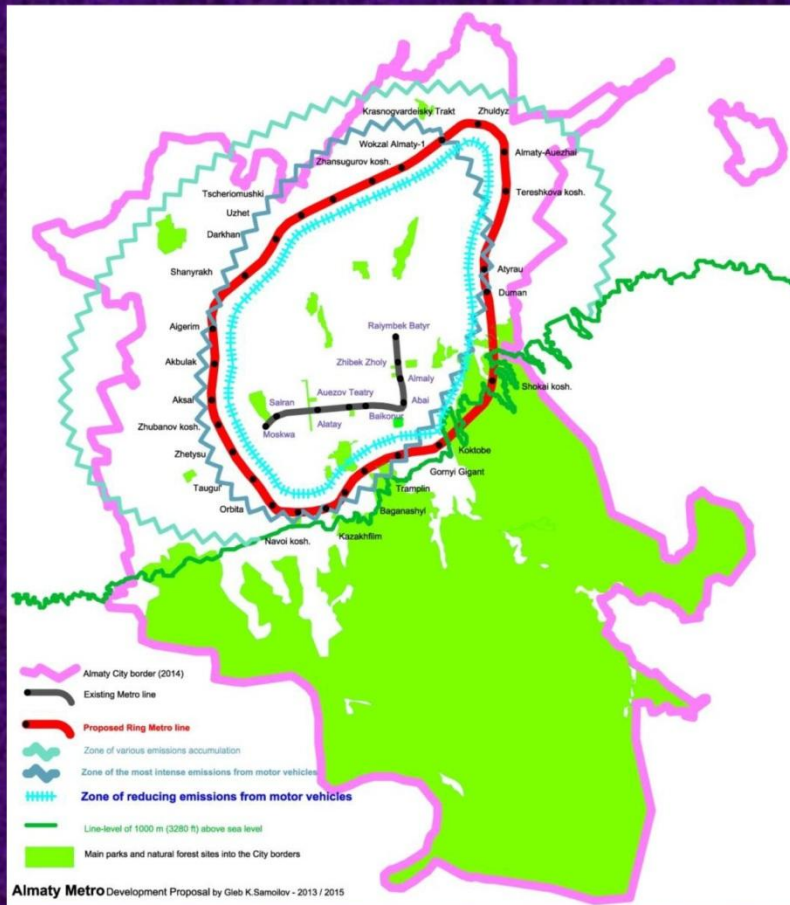 Krasnogvardeisky Trakt
Zhuldyz
Wokzal Almaty-1
Zhansugurov kosh.
Almaty-Auezhai
Tscheriomushki
Tereshkova kosh.
Uzhet
Darkhan
Shanyrakh
Atyrau
Duman
Aigerim
Raiymbek Batyr
Akbulak
Zhibek Zholy
Almaly
Shokai kosh.
Aksai
Sairan
Auezov Teatry
Abai
Zhubanov kosh.
Moskwa
Alatay
Baikonur
Zhetysu
Koktobe
Gornyi Gigant
Taugul
Tramplin
Orbita
Baganashyl
Navoi kosh.
Kazakhfilm
Almaty City border (2014)
Existing Metro line
Proposed Ring Metro line
Zone of various emissions accumulation
Zone of the most intense emissions from motor vehicles
Zone of reducing emissions from motor vehicles
Line-level of 1000 m (3280 ft) above sea level
Main parks and natural forest sites into the City borders
Almaty Metro Development Proposal by Gleb K.Samoilov - 2013 / 2015